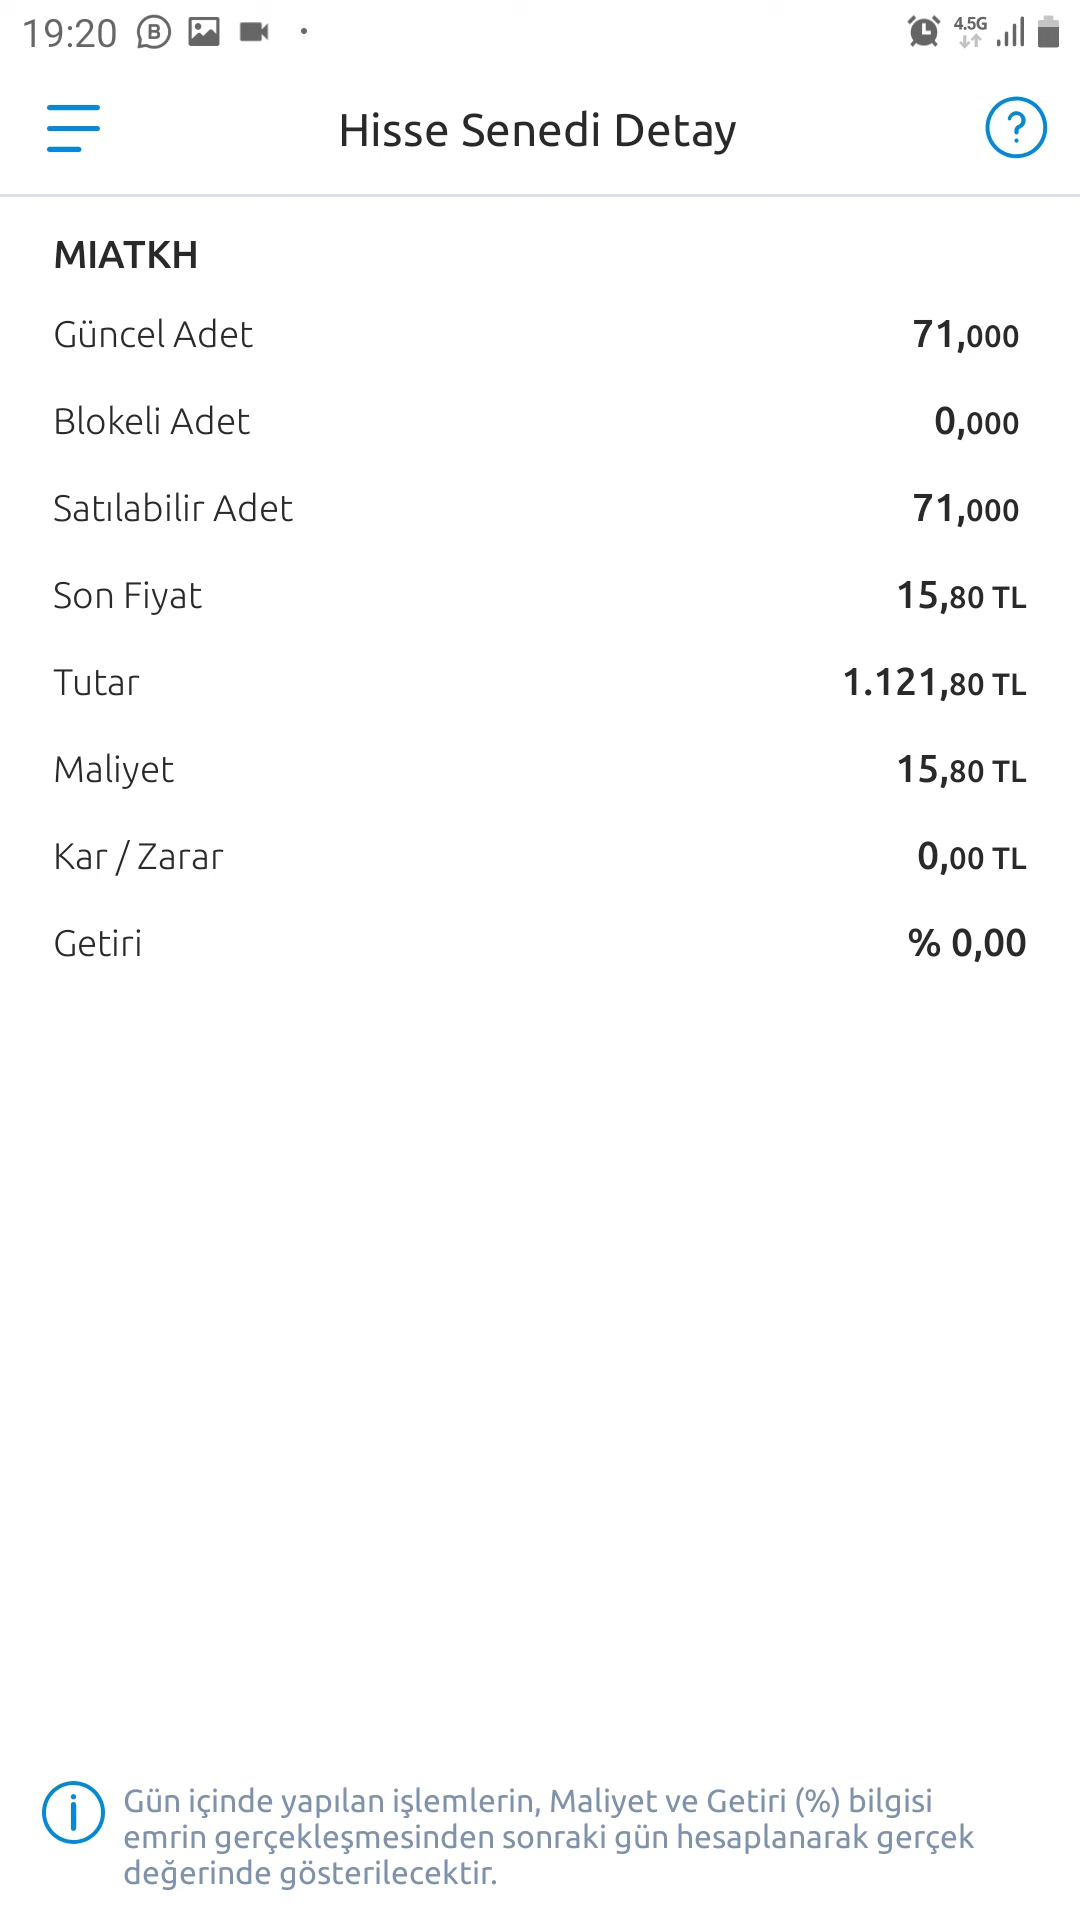 19:20
4.5G
Hisse Senedi Detay
MIATKH
Güncel Adet 71,000
Blokeli Adet 0,000
Satılabilir Adet 71,000
Son Fiyat 15,80 TL
Tutar 1.121,80 TL
Maliyet 15,80 TL
Kar / Zarar 0,00 TL
Getiri % 0,00
Gün içinde yapılan işlemlerin, Maliyet ve Getiri (%) bilgisi
emrin gerçekleşmesinden sonraki gün hesaplanarak gerçek
değerinde gösterilecektir.